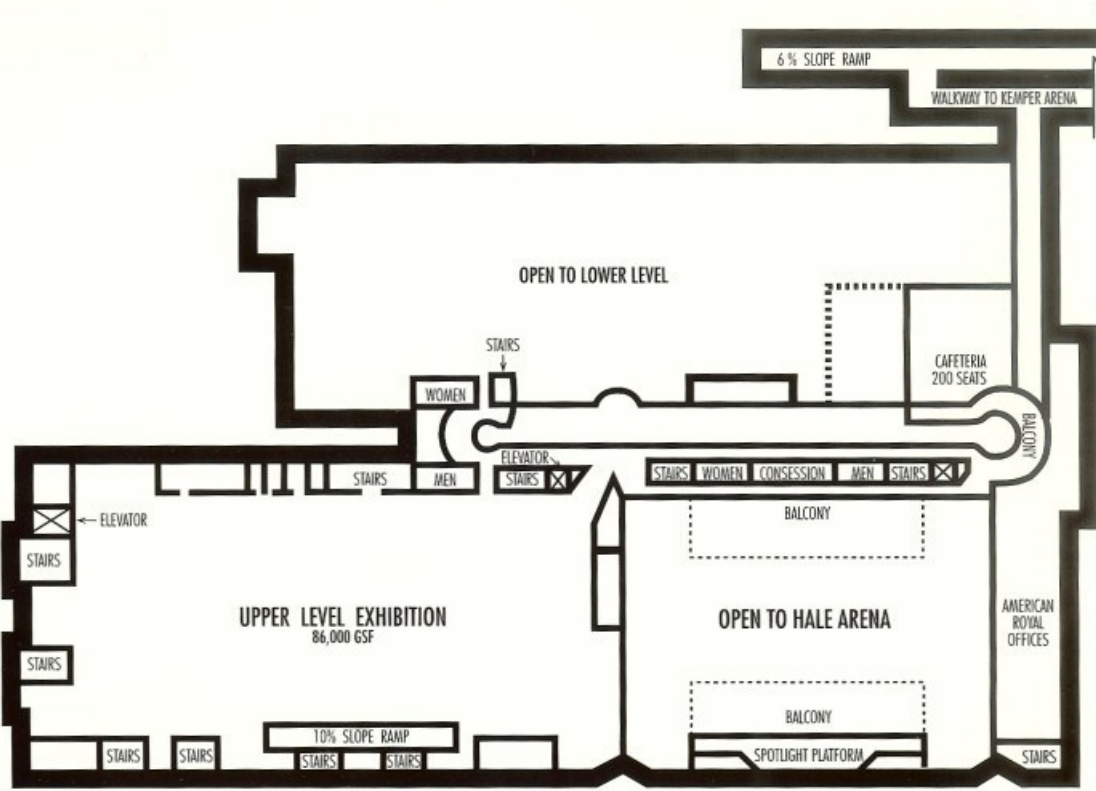 6 % SLOPE RAMP
WALKWAY TO KEMPER ARENA
OPEN TO LOWER LEVEL
STAIRS
CAFETERIA
200 SEATS
WOMEN
BALCONY
ELEVATOR
STAIRS
MEN
STAIRS
STAIRS
WOMEN
CONSESSION
MEN
STAIRS
BALCONY
ELEVATOR
STAIRS
UPPER LEVEL EXHIBITION
86,000 GSF
OPEN TO HALE ARENA
AMERICAN
ROYAL
OFFICES
STAIRS
BALCONY
10% SLOPE RAMP
STAIRS
STAIRS
STAIRS
STAIRS
SPOTLIGHT PLATFORM
STAIRS